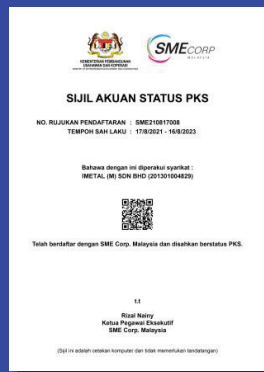 KEMENTERIAN PEMBANGUNAN
USAHAWAN DAN KOPERASI
SME CORP
MALAYSIA
SIJIL AKUAN STATUS PKS
NO. RUJUKAN PENDAFTARAN : SME210817008
TEMPOH SAH LAKU : 17/8/2021 - 16/8/2023
Bahawa dengan ini diperakui syarikat :
IMETAL (M) SDN BHD (201301004829)
Telah berdaftar dengan SME Corp. Malaysia dan disahkan berstatus PKS.
t.t
Rizal Nainy
Ketua Pegawai Eksekutif
SME Corp. Malaysia
(Sijil ini adalah cetakan komputer dan tidak memerlukan tandatangan)